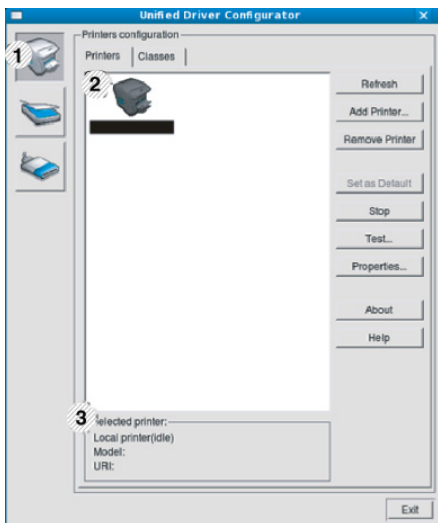 Unified Driver Configurator
Printers configuration
1
Printers Classes
2
Refresh
Add Printer...
Remove Printer
Set as Default
Stop
Test...
Properties...
About
Help
3
Selected printer:
Local printer(idle)
Model:
URI:
Exit